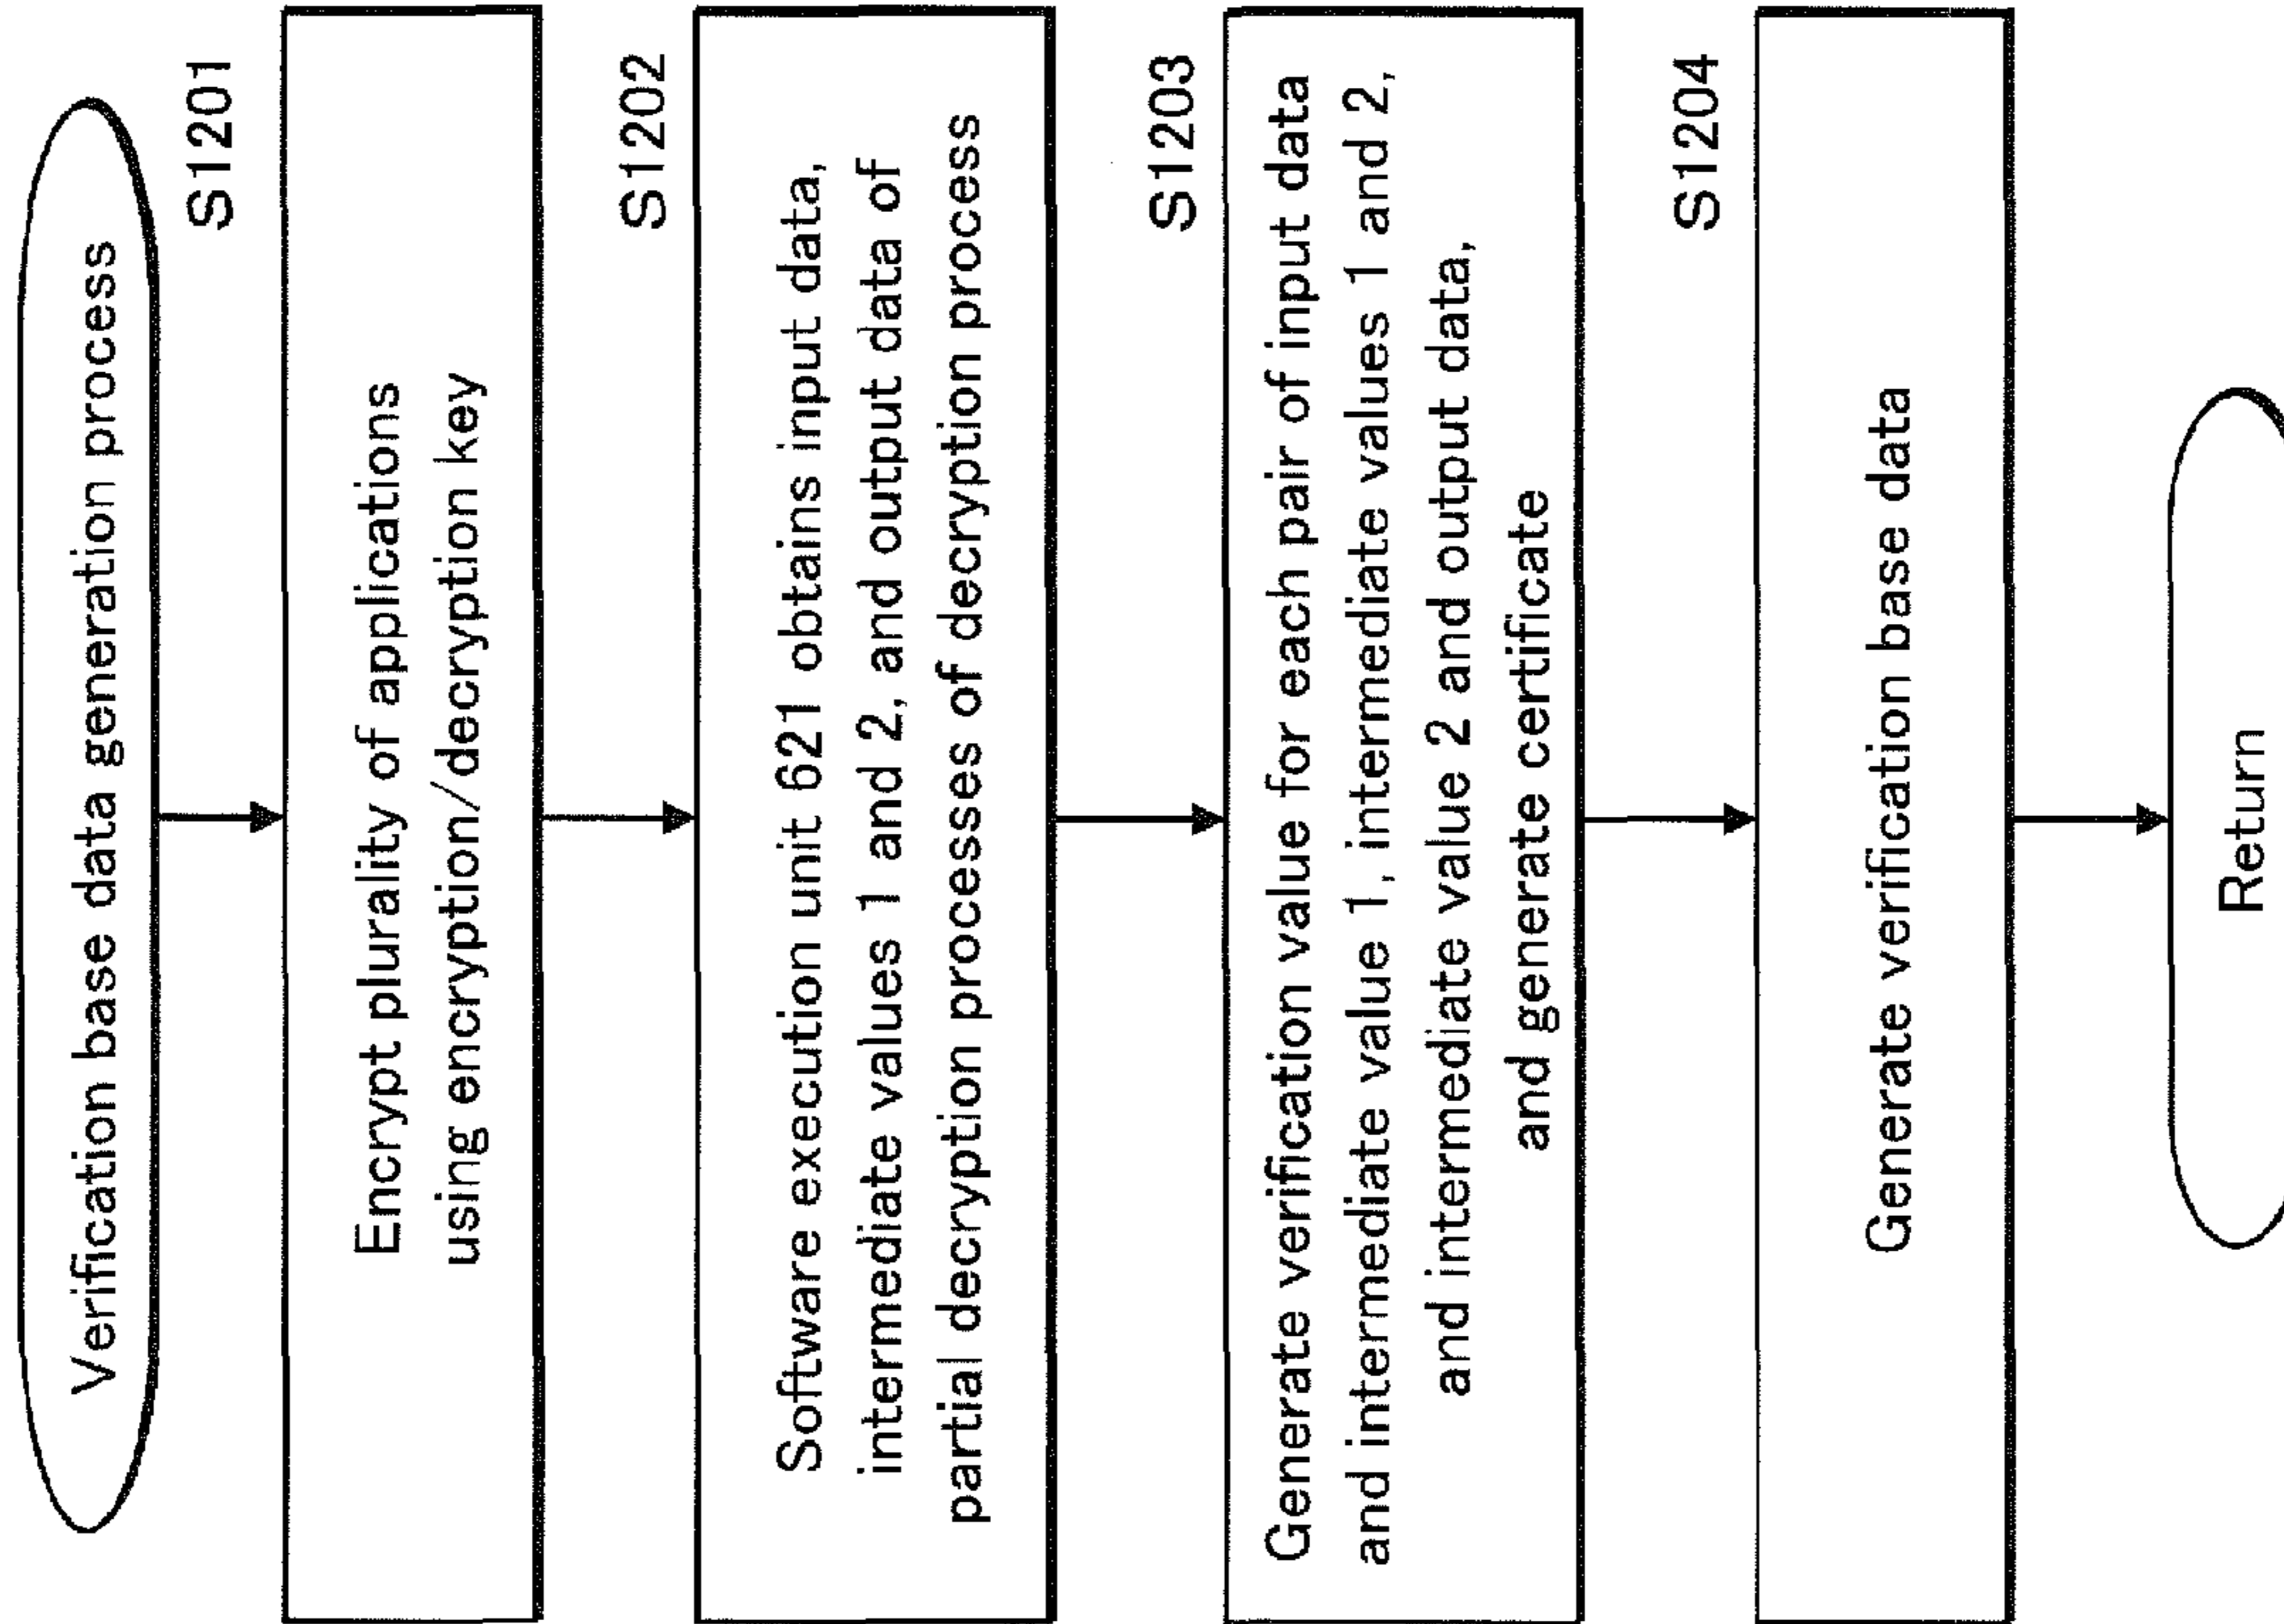 Verification base data generation process
S1201
Encrypt plurality of applications
using encryption/decryption key
S1202
Software execution unit 621 obtains input data,
intermediate values 1 and 2, and output data of
partial decryption processes of decryption process
S1203
Generate verification value for each pair of input data
and intermediate value 1, intermediate values 1 and 2,
and intermediate value 2 and output data,
and generate certificate
S1204
Generate verification base data
Return